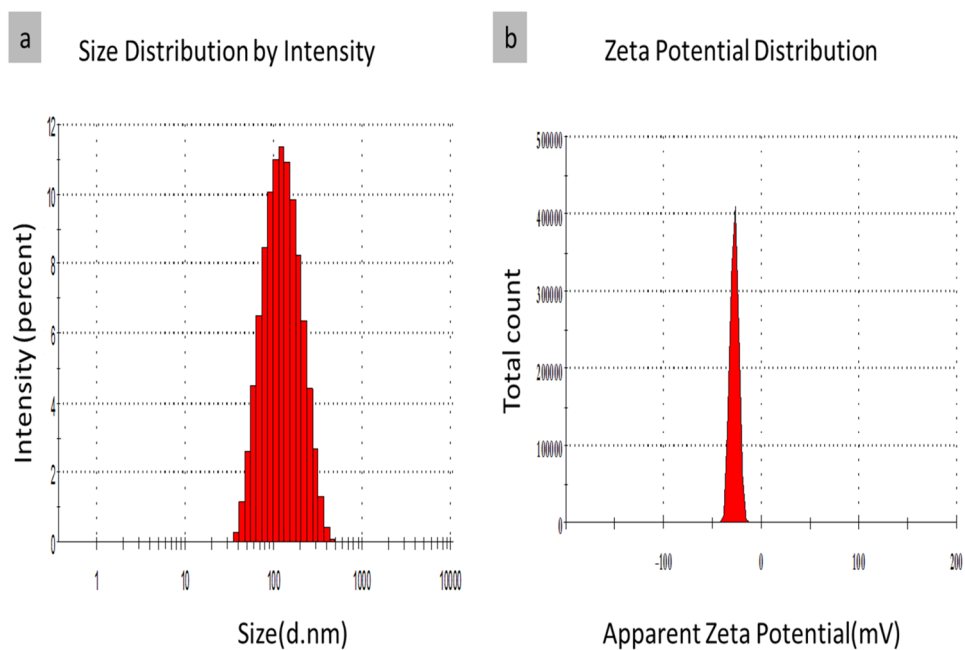 a
Size Distribution by Intensity
Intensity (percent)
12
10
8
6
4
2
0
1 10 100 1000 10000
Size(d.nm)
b
Zeta Potential Distribution
Total count
500000
400000
300000
200000
100000
0
-100 0 100 200
Apparent Zeta Potential(mV)